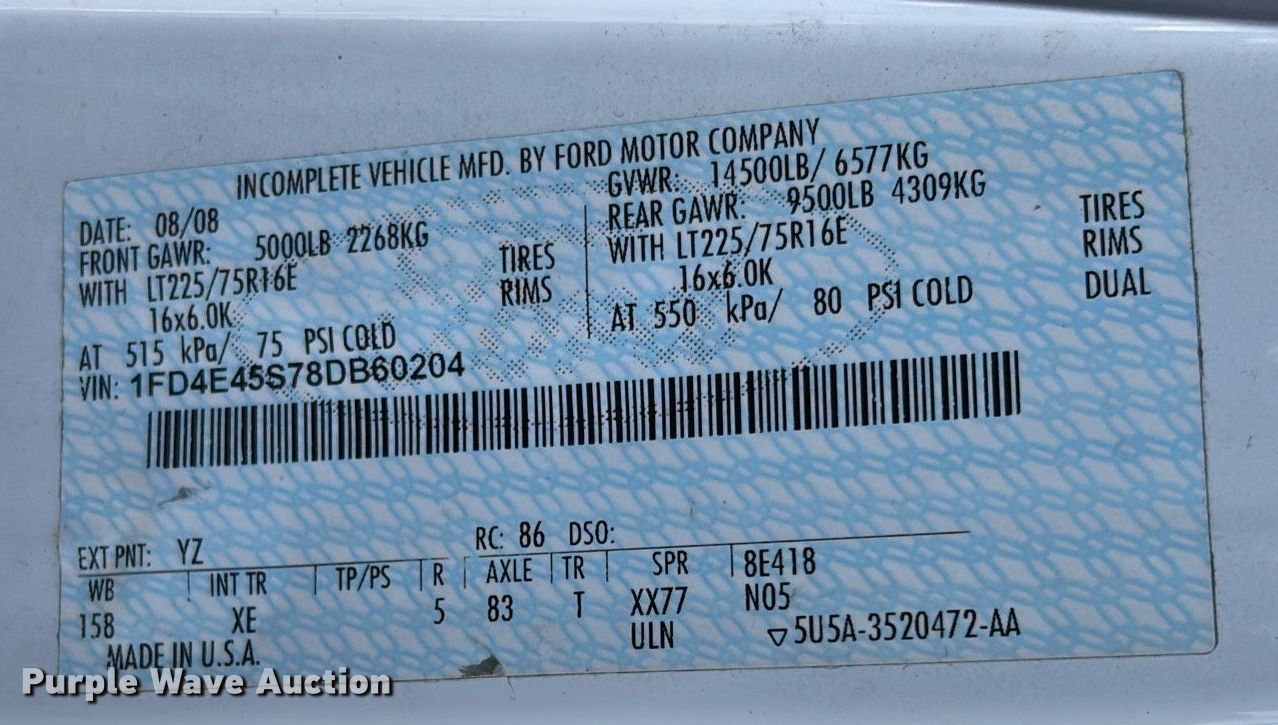 INCOMPLETE VEHICLE MFD. BY FORD MOTOR COMPANY
DATE: 08/08 GVWR: 14500LB/ 6577KG
FRONT GAWR: 5000LB 2268KG REAR GAWR: 9500LB 4309KG
WITH LT225/75R16E TIRES WITH LT225/75R16E TIRES
16x6.0K RIMS 16x6.0K RIMS
AT 515 kPa/ 75 PSI COLD AT 550 kPa/ 80 PSI COLD DUAL
VIN: 1FD4E45S78DB60204
EXT PNT: YZ RC: 86 DSO:
WB INT TR TP/PS R AXLE TR SPR 8E418
158 XE 5 83 T XX77 N05
ULN 5U5A-3520472-AA
MADE IN U.S.A.
Purple Wave Auction